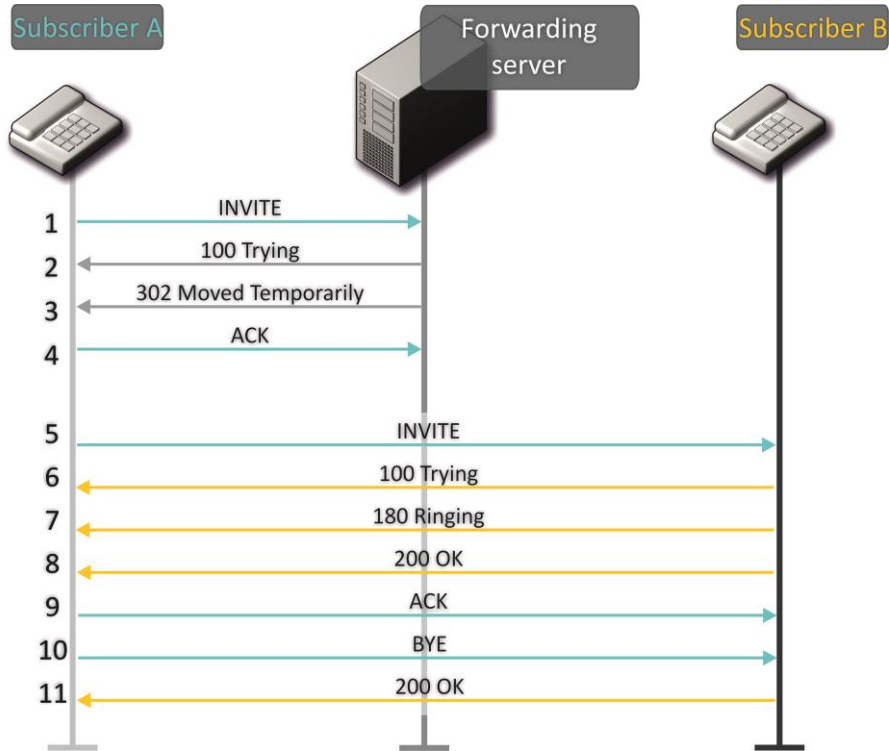 Subscriber A
Forwarding
server
Subscriber B
1
INVITE
2
100 Trying
3
302 Moved Temporarily
4
ACK
5
INVITE
6
100 Trying
7
180 Ringing
8
200 OK
9
ACK
10
BYE
11
200 OK